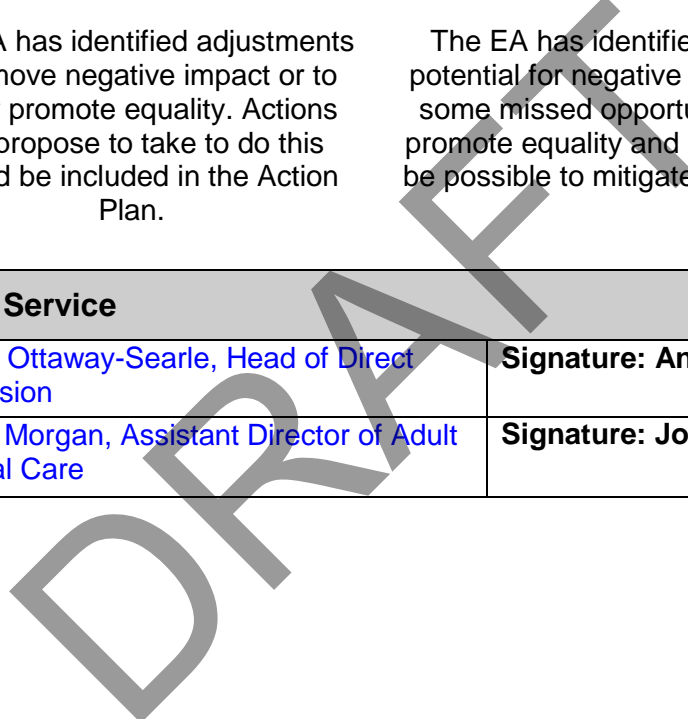 A has identified adjustments
move negative impact or to
promote equality. Actions
propose to take to do this
d be included in the Action
Plan.
The EA has identifie
potential for negative
some missed opportu
promote equality and
be possible to mitigate
Service
Ottaway-Searle, Head of Direct
sion
Signature: An
Morgan, Assistant Director of Adult
al Care
Signature: Jo
DRAFT